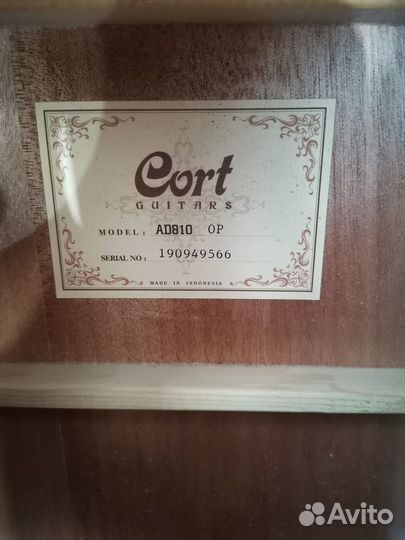 Cort
GUITARS
MODEL: AD810 OP
SERIAL NO: 190949566
MADE IN INDONESIA
Avito